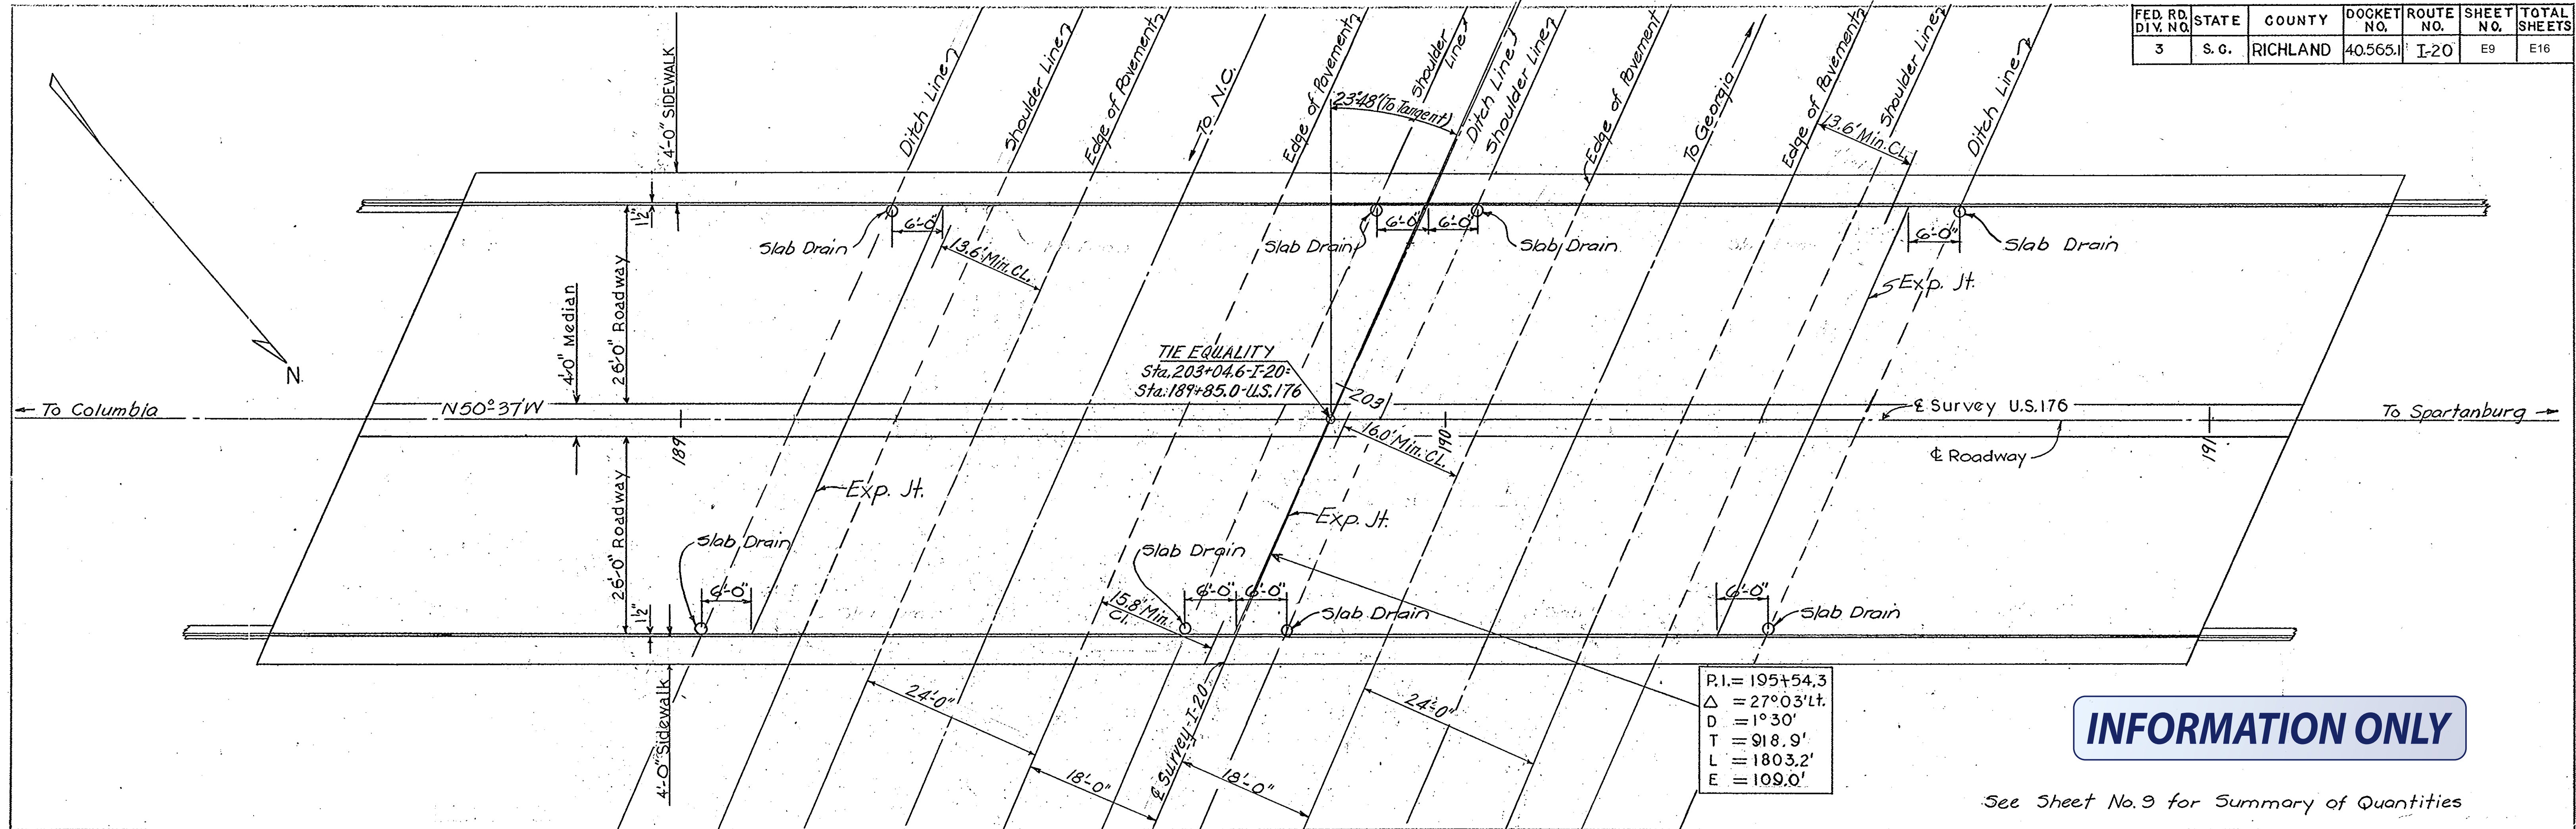 FED. RD. DIV. NO. STATE COUNTY DOCKET NO. ROUTE NO. SHEET NO. TOTAL SHEETS
3 S. C. RICHLAND 40.565.1 I-20 E9 E16
4'-0" SIDEWALK
Ditch Line
Shoulder Line
Edge of Pavement
To N.C.
Edge of Pavement
Shoulder Line
23°48' (To Tangent)
Ditch Line
Shoulder Line
Edge of Pavement
To Georgia
Edge of Pavement
13.6' Min. CL.
Shoulder Line
Ditch Line
1½"
6'-0"
6'-0"
6'-0"
6'-0"
Slab Drain
Slab Drain
Slab Drain
Slab Drain
13.6' Min. CL.
Exp. Jt.
26'-0" Roadway
4'-0" Median
N.
TIE EQUALITY
Sta. 203+04.6-I-20=
Sta. 189+85.0-U.S.176
203
To Columbia
N50°37'W
189
16.0' Min. CL.
190
℄ Survey U.S.176
191
To Spartanburg
℄ Roadway
Exp. Jt.
Exp. Jt.
26'-0" Roadway
Slab Drain
Slab Drain
6'-0"
6'-0"
6'-0"
6'-0"
1½"
15.8' Min. Cl.
Slab Drain
Slab Drain
4'-0" Sidewalk
24'-0"
18'-0"
℄ Survey-I-20
18'-0"
24'-0"
P.I. = 195+54.3
Δ = 27°03' Lt.
D = 1°30'
T = 918.9'
L = 1803.2'
E = 109.0'
INFORMATION ONLY
See Sheet No. 9 for Summary of Quantities